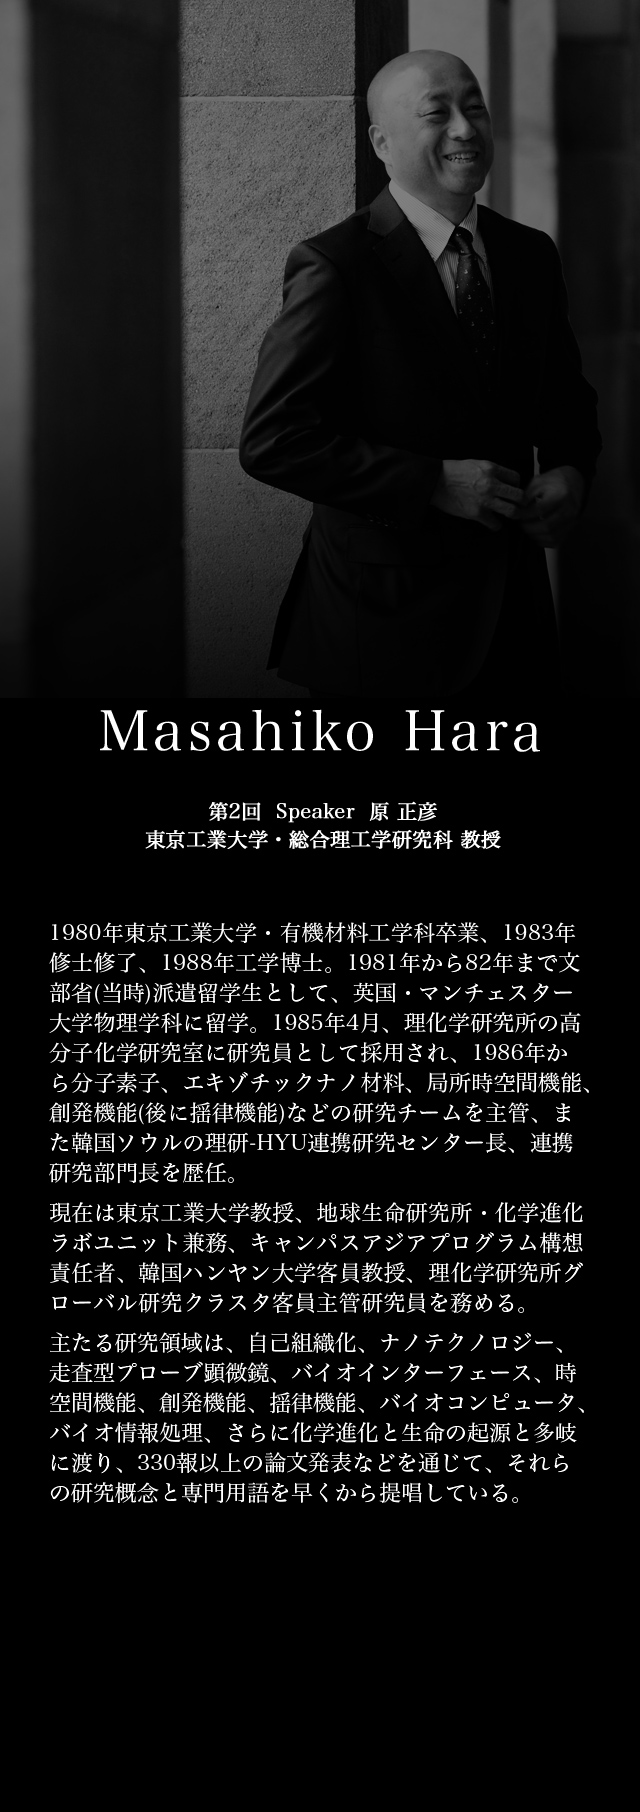 Masahiko Hara
第2回 Speaker 原 正彦
東京工業大学・総合理工学研究科 教授
1980年東京工業大学・有機材料工学科卒業、1983年
修士修了、1988年工学博士。1981年から82年まで文
部省(当時)派遣留学生として、英国・マンチェスター
大学物理学科に留学。1985年4月、理化学研究所の高
分子化学研究室に研究員として採用され、1986年か
ら分子素子、エキゾチックナノ材料、局所時空間機能、
創発機能(後に揺律機能)などの研究チームを主管、ま
た韓国ソウルの理研-HYU連携研究センター長、連携
研究部門長を歴任。
現在は東京工業大学教授、地球生命研究所・化学進化
ラボユニット兼務、キャンパスアジアプログラム構想
責任者、韓国ハンヤン大学客員教授、理化学研究所グ
ローバル研究クラスタ客員主管研究員を務める。
主たる研究領域は、自己組織化、ナノテクノロジー、
走査型プローブ顕微鏡、バイオインターフェース、時
空間機能、創発機能、揺律機能、バイオコンピュータ、
バイオ情報処理、さらに化学進化と生命の起源と多岐
に渡り、330報以上の論文発表などを通じて、それら
の研究概念と専門用語を早くから提唱している。